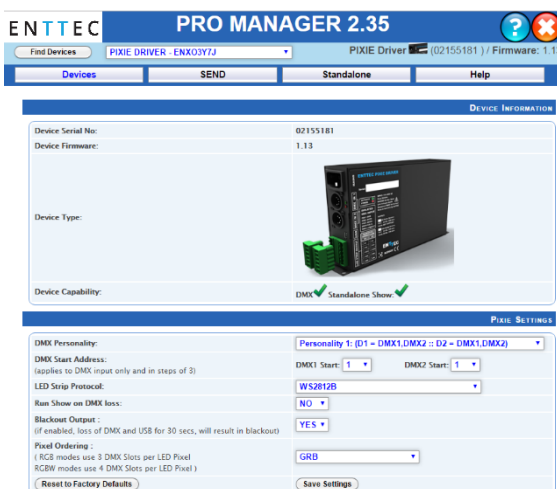 ENTTEC
PRO MANAGER 2.35
Find Devices
PIXIE DRIVER - ENXO3Y7J
PIXIE Driver (02155181 ) / Firmware: 1.1
Devices
SEND
Standalone
Help
DEVICE INFORMATION
Device Serial No:
02155181
Device Firmware:
1.13
Device Type:
Device Capability:
DMX Standalone Show:
PIXIE SETTINGS
DMX Personality:
Personality 1: (D1 = DMX1,DMX2 :: D2 = DMX1,DMX2)
DMX Start Address:
(applies to DMX input only and in steps of 3)
DMX1 Start: 1 DMX2 Start: 1
LED Strip Protocol:
WS2812B
Run Show on DMX loss:
NO
Blackout Output :
(if enabled, loss of DMX and USB for 30 secs, will result in blackout)
YES
Pixel Ordering :
( RGB modes use 3 DMX Slots per LED Pixel
RGBW modes use 4 DMX Slots per LED Pixel )
GRB
Reset to Factory Defaults
Save Settings